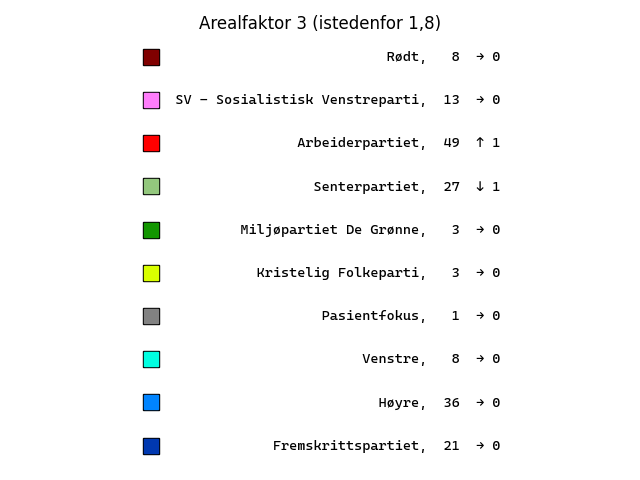 Arealfaktor 3 (istedenfor 1,8)
Rødt, 8 → 0
SV – Sosialistisk Venstreparti, 13 → 0
Arbeiderpartiet, 49 ↑ 1
Senterpartiet, 27 ↓ 1
Miljøpartiet De Grønne, 3 → 0
Kristelig Folkeparti, 3 → 0
Pasientfokus, 1 → 0
Venstre, 8 → 0
Høyre, 36 → 0
Fremskrittspartiet, 21 → 0